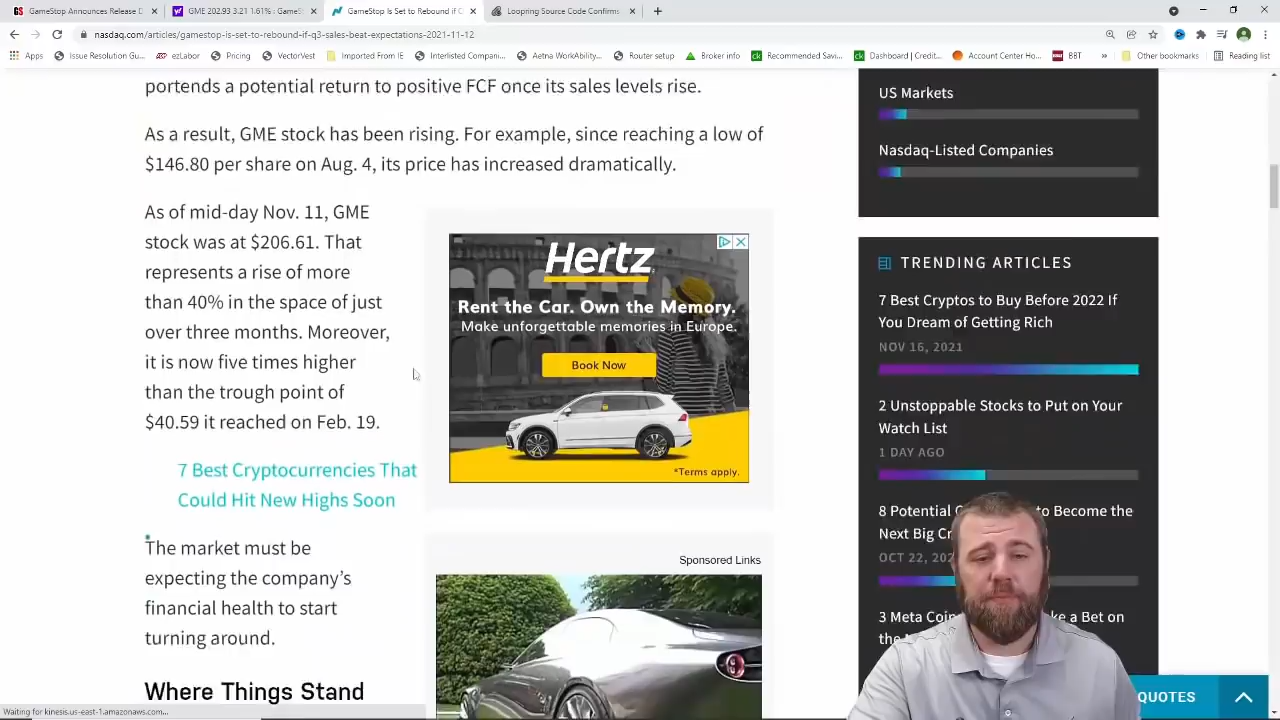 GameStop Announces Release D
GME 202.93 3.21 1.61% : GameS
GameStop Is Set to Rebound if C
Loopring Source Code Confirms
nasdaq.com/articles/gamestop-is-set-to-rebound-if-q3-sales-beat-expectations-2021-11-12
Apps
Issue Resolution Gu...
ezLabor
Pricing
Imported From IE
Interlisted Compani...
Aetna WorkAbility...
Router setup
Broker info
Recommended Savi...
Dashboard | Credit...
Account Center Ho...
BBT
Other bookmarks
Reading list
portends a potential return to positive FCF once its sales levels rise.
As a result, GME stock has been rising. For example, since reaching a low of
$146.80 per share on Aug. 4, its price has increased dramatically.
As of mid-day Nov. 11, GME
stock was at $206.61. That
represents a rise of more
than 40% in the space of just
over three months. Moreover,
it is now five times higher
than the trough point of
$40.59 it reached on Feb. 19.
7 Best Cryptocurrencies That
Could Hit New Highs Soon
The market must be
expecting the company's
financial health to start
turning around.
Where Things Stand
Hertz
Rent the Car. Own the Memory.
Make unforgettable memories in Europe.
Book Now
*Terms apply.
Sponsored Links
US Markets
Nasdaq-Listed Companies
TRENDING ARTICLES
7 Best Cryptos to Buy Before 2022 If
You Dream of Getting Rich
NOV 16, 2021
2 Unstoppable Stocks to Put on Your
Watch List
1 DAY AGO
8 Potential to Become the
Next Big
OCT 22,
3 Meta a Bet on
the
QUOTES
Waiting for kinesis.us-east-1.amazonaws.com...